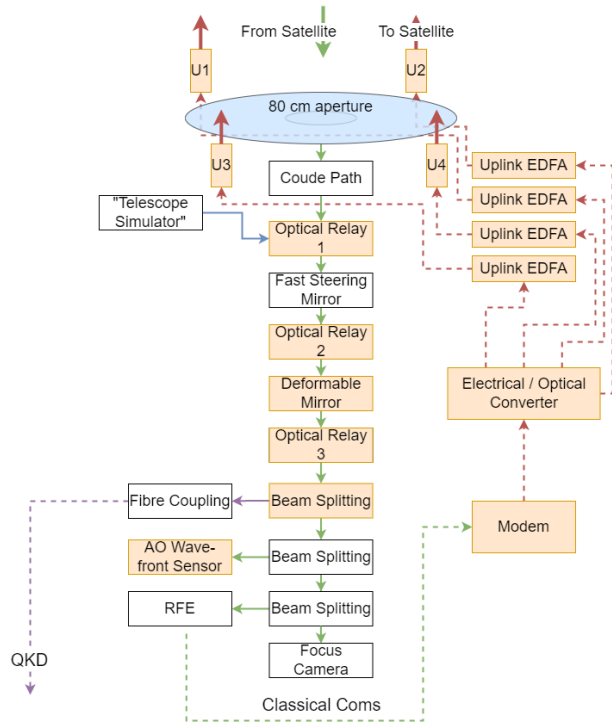 From Satellite
To Satellite
U1
U2
80 cm aperture
U3
U4
Uplink EDFA
Coude Path
Uplink EDFA
"Telescope
Simulator"
Optical Relay
1
Uplink EDFA
Uplink EDFA
Fast Steering
Mirror
Optical Relay
2
Deformable
Mirror
Electrical / Optical
Converter
Optical Relay
3
Fibre Coupling
Beam Splitting
Modem
AO Wave-
front Sensor
Beam Splitting
RFE
Beam Splitting
QKD
Focus
Camera
Classical Coms